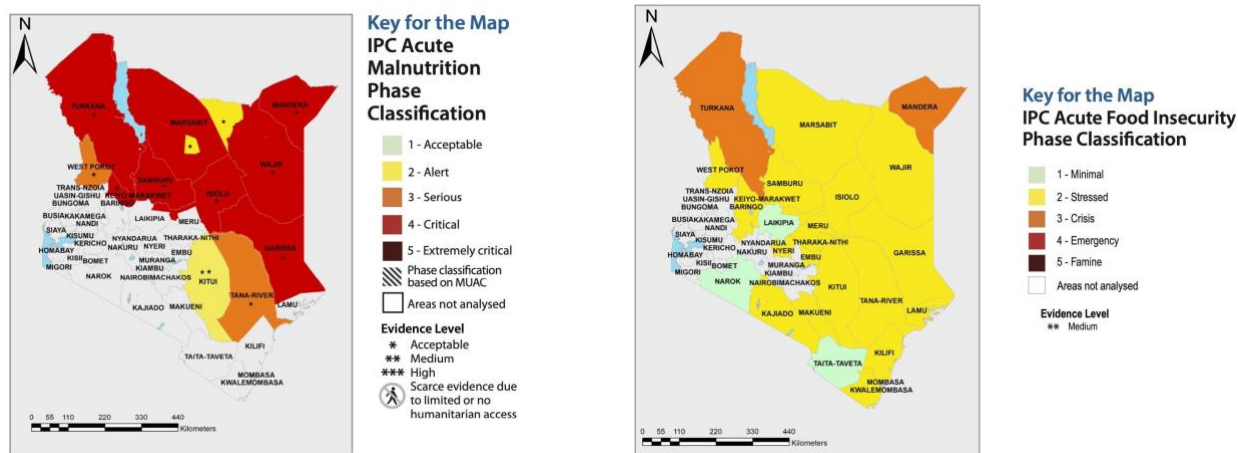 N
TURKANA
MARSABIT
MANDERA
WAJIR
WEST POKOT
SAMBURU
ISIOLO
TRANS-NZOIA
UASIN-GISHU
BUNGOMA
KEIYO-MARAKWET
BARINGO
LAIKIPIA
MERU
BUSIA
KAKAMEGA
NANDI
SIAYA
KISUMU
KERICHO
NYANDARUA
NAKURU
NYERI
THARAKA-NITHI
EMBU
GARISSA
HOMABAY
KISII
BOMET
MIGORI
NAROK
MURANGA
KIAMBU
NAIROBI
MACHAKOS
KITUI
TANA-RIVER
LAMU
KAJIADO
MAKUENI
TAITA-TAVETA
KILIFI
MOMBASA
KWALE
MOMBASA
0 55 110 220 330 440
Kilometers
Key for the Map
IPC Acute
Malnutrition
Phase
Classification
1 - Acceptable
2 - Alert
3 - Serious
4 - Critical
5 - Extremely critical
Phase classification
based on MUAC
Areas not analysed
Evidence Level
* Acceptable
** Medium
*** High
Scarce evidence due
to limited or no
humanitarian access
N
TURKANA
MANDERA
MARSABIT
WAJIR
WEST POKOT
SAMBURU
ISIOLO
TRANS-NZOIA
UASIN-GISHU
BUNGOMA
KEIYO-MARAKWET
BARINGO
LAIKIPIA
MERU
BUSIA
KAKAMEGA
NANDI
SIAYA
KISUMU
KERICHO
NYANDARUA
NAKURU
NYERI
THARAKA-NITHI
EMBU
GARISSA
HOMABAY
KISII
BOMET
MIGORI
NAROK
MURANGA
KIAMBU
NAIROBI
MACHAKOS
KITUI
TANA-RIVER
LAMU
KAJIADO
MAKUENI
TAITA-TAVETA
KILIFI
MOMBASA
KWALE
MOMBASA
0 55 110 220 330 440
Kilometers
Key for the Map
IPC Acute Food Insecurity
Phase Classification
1 - Minimal
2 - Stressed
3 - Crisis
4 - Emergency
5 - Famine
Areas not analysed
Evidence Level
** Medium